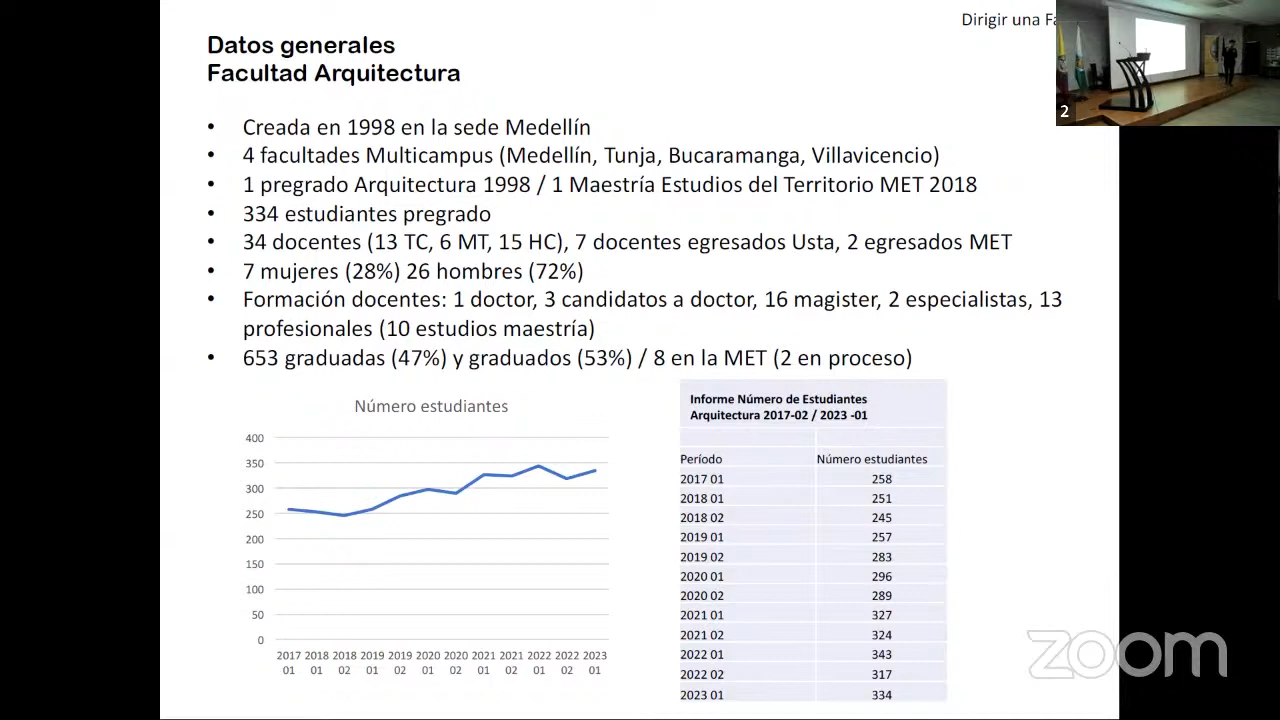 Dirigir una
Datos generales
Facultad Arquitectura
• Creada en 1998 en la sede Medellín
• 4 facultades Multicampus (Medellín, Tunja, Bucaramanga, Villavicencio)
• 1 pregrado Arquitectura 1998 / 1 Maestría Estudios del Territorio MET 2018
• 334 estudiantes pregrado
• 34 docentes (13 TC, 6 MT, 15 HC), 7 docentes egresados Usta, 2 egresados MET
• 7 mujeres (28%) 26 hombres (72%)
• Formación docentes: 1 doctor, 3 candidatos a doctor, 16 magister, 2 especialistas, 13
profesionales (10 estudios maestría)
• 653 graduadas (47%) y graduados (53%) / 8 en la MET (2 en proceso)
2
Número estudiantes
400
350
300
250
200
150
100
50
0
2017 2018 2018 2019 2019 2020 2020 2021 2021 2022 2022 2023
01 01 02 01 02 01 02 01 02 01 02 01
Informe Número de Estudiantes
Arquitectura 2017-02 / 2023 -01
Período Número estudiantes
2017 01 258
2018 01 251
2018 02 245
2019 01 257
2019 02 283
2020 01 296
2020 02 289
2021 01 327
2021 02 324
2022 01 343
2022 02 317
2023 01 334
zoom